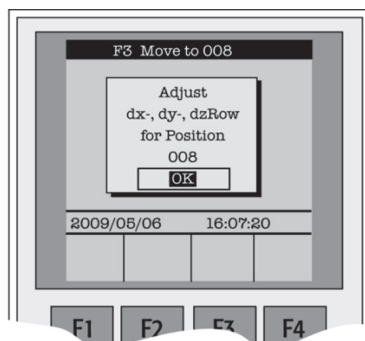 F3 Move to 008
Adjust
dx-, dy-, dzRow
for Position
008
OK
2009/05/06 16:07:20
F1 F2 F3 F4